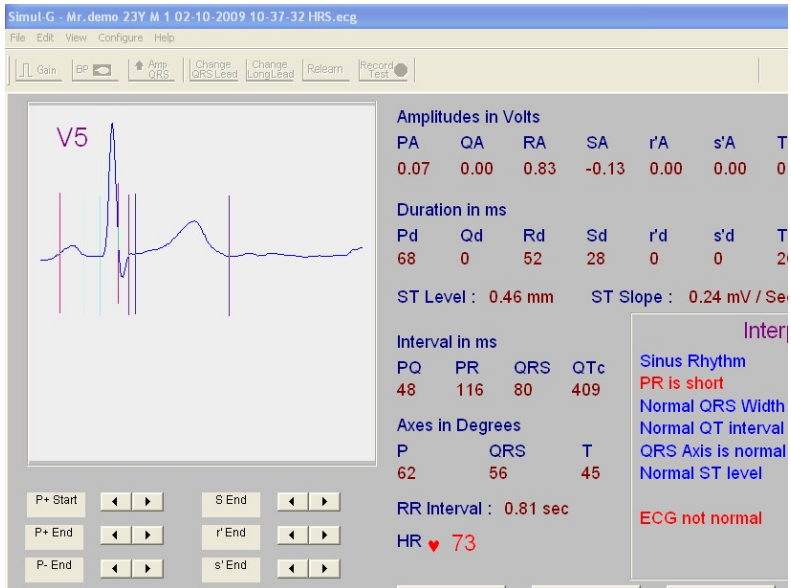 Simul-G - Mr.demo 23Y M 1 02-10-2009 10-37-32 HRS.ecg
File Edit View Configure Help
Gain BP Amp QRS Change QRS Lead Change LongLead Relearn Record Test
V5
Amplitudes in Volts
PA QA RA SA r'A s'A T
0.07 0.00 0.83 -0.13 0.00 0.00 0
Duration in ms
Pd Qd Rd Sd r'd s'd T
68 0 52 28 0 0
ST Level : 0.46 mm ST Slope : 0.24 mV / Sec
Interval in ms
PQ PR QRS QTc
48 116 80 409
Axes in Degrees
P QRS T
62 56 45
RR Interval : 0.81 sec
HR 73
Interp
Sinus Rhythm
PR is short
Normal QRS Width
Normal QT interval
QRS Axis is normal
Normal ST level
ECG not normal
P+ Start S End
P+ End r' End
P- End s' End